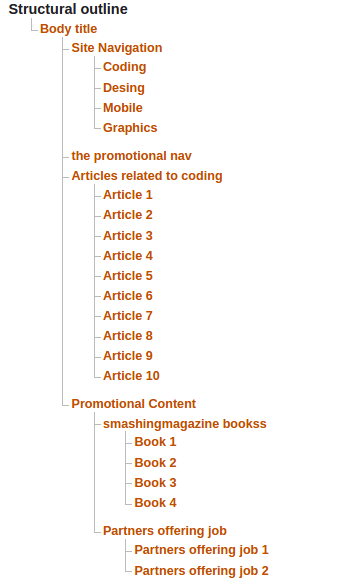 Structural outline
Body title
Site Navigation
Coding
Desing
Mobile
Graphics
the promotional nav
Articles related to coding
Article 1
Article 2
Article 3
Article 4
Article 5
Article 6
Article 7
Article 8
Article 9
Article 10
Promotional Content
smashingmagazine bookss
Book 1
Book 2
Book 3
Book 4
Partners offering job
Partners offering job 1
Partners offering job 2